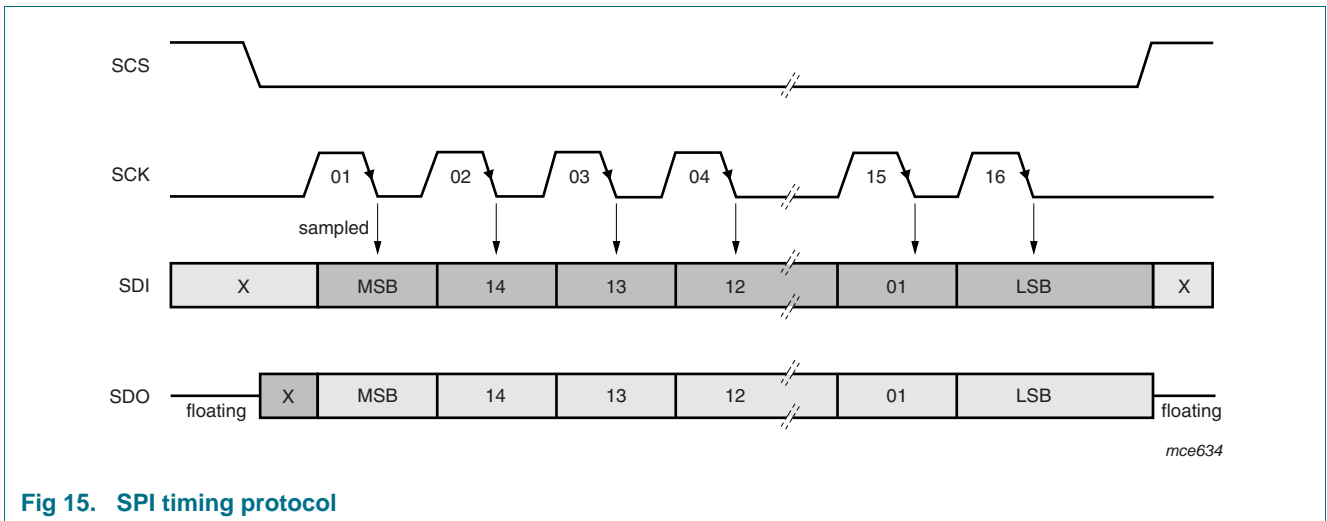 SCS
SCK 01 02 03 04 15 16
sampled
SDI X MSB 14 13 12 01 LSB X
SDO X MSB 14 13 12 01 LSB
floating floating
mce634
Fig 15. SPI timing protocol